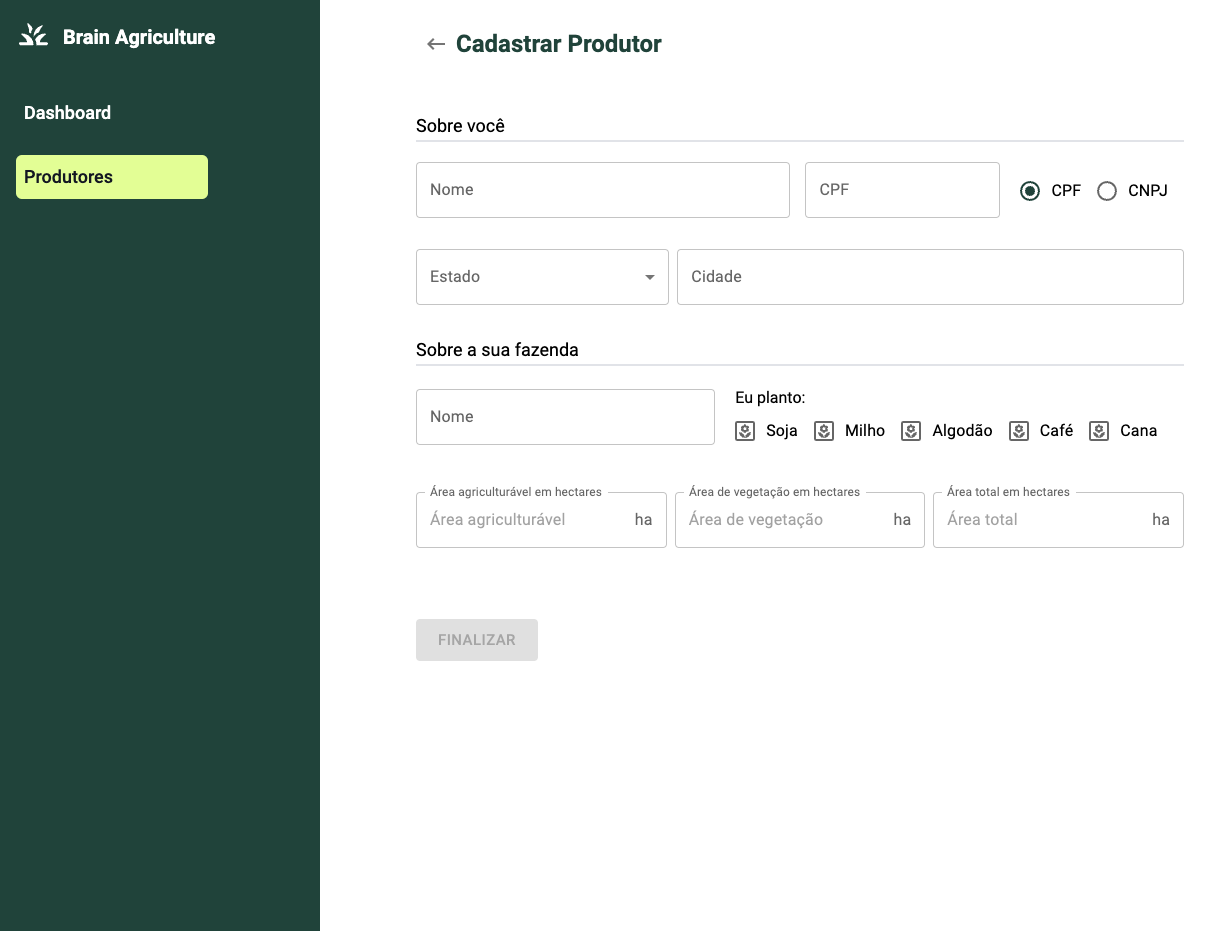 Brain Agriculture
Dashboard
Produtores
Cadastrar Produtor
Sobre você
Nome
CPF
CPF
CNPJ
Estado
Cidade
Sobre a sua fazenda
Nome
Eu planto:
Soja
Milho
Algodão
Café
Cana
Área agriculturável em hectares
Área agriculturável
ha
Área de vegetação em hectares
Área de vegetação
ha
Área total em hectares
Área total
ha
FINALIZAR